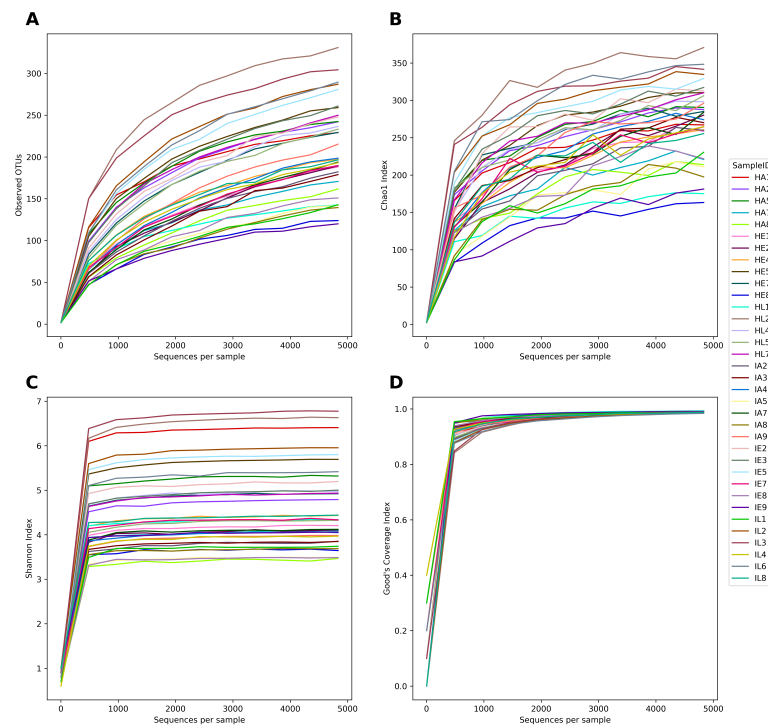 A
B
Observed OTUs
0
50
100
150
200
250
300
0
1000
2000
3000
4000
5000
Sequences per sample
Chao1 Index
0
50
100
150
200
250
300
350
0
1000
2000
3000
4000
5000
Sequences per sample
C
D
Shannon Index
1
2
3
4
5
6
7
0
1000
2000
3000
4000
5000
Sequences per sample
Good's Coverage Index
0.0
0.2
0.4
0.6
0.8
1.0
0
1000
2000
3000
4000
5000
Sequences per sample
SampleID
HA2
HA5
HA8
HE2
HE4
HE5
HE8
HL1
HL2
HL4
HL5
HL7
IA2
IA3
IA4
IA5
IA7
IA8
IA9
IE2
IE3
IE5
IE7
IE8
IE9
IL1
IL2
IL3
IL4
IL6
IL8